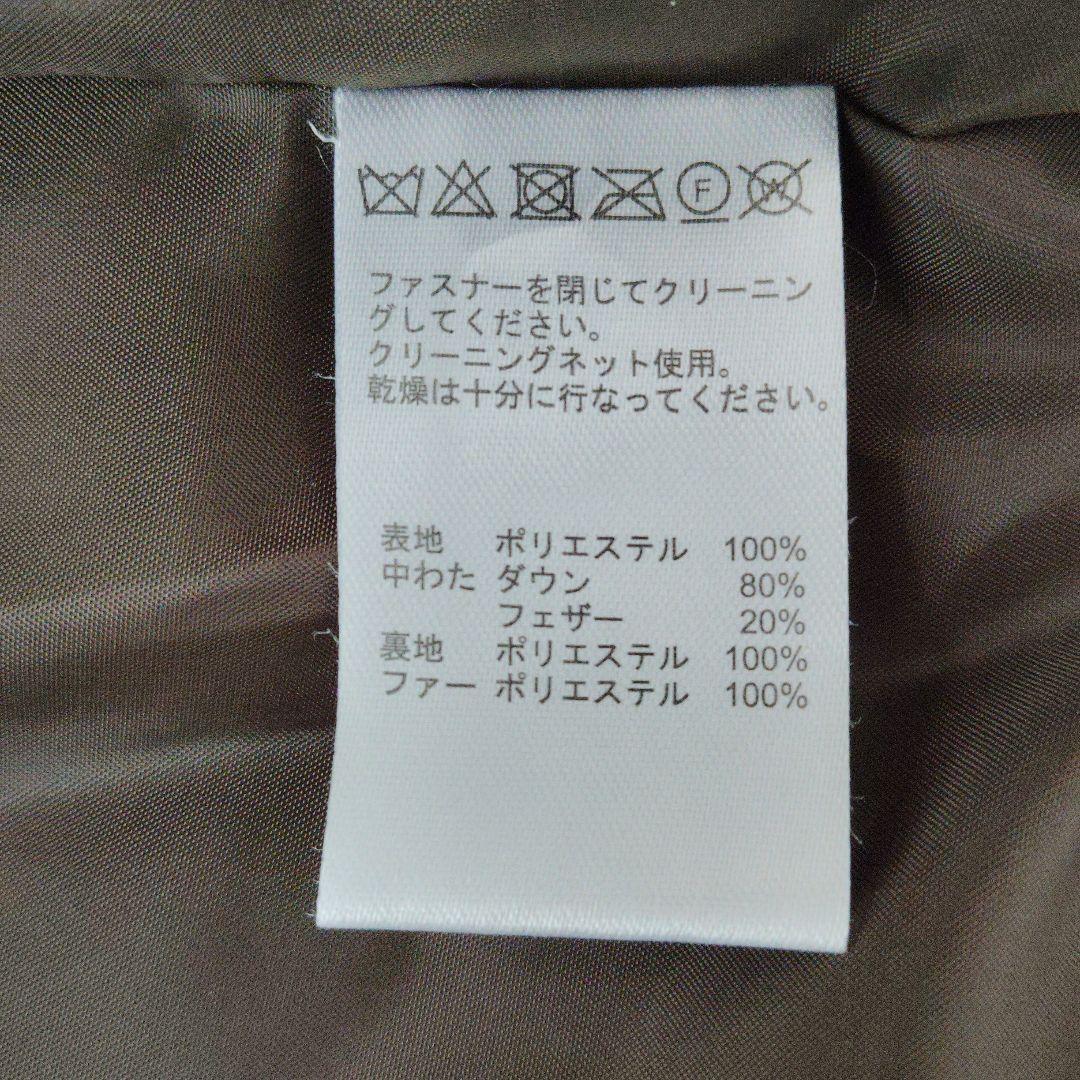 F W
ファスナーを閉じてクリーニン
グしてください。
クリーニングネット使用。
乾燥は十分に行なってください。
表地 ポリエステル 100%
中わた ダウン 80%
フェザー 20%
裏地 ポリエステル 100%
ファー ポリエステル 100%